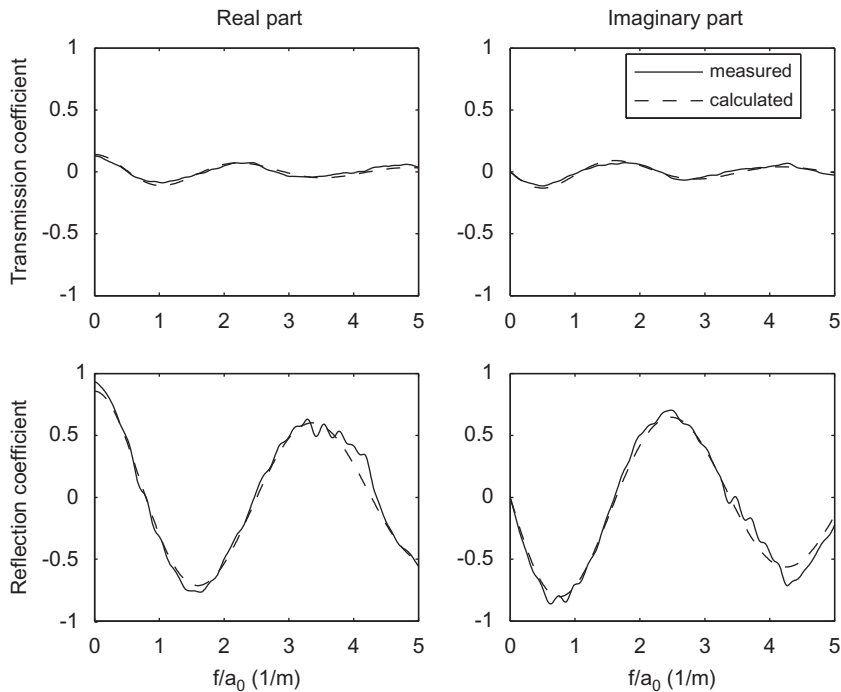 Real part
Imaginary part
Transmission coefficient
1
0.5
0
-0.5
-1
0 1 2 3 4 5
1
0.5
0
-0.5
-1
0 1 2 3 4 5
measured
calculated
Reflection coefficient
1
0.5
0
-0.5
-1
0 1 2 3 4 5
f/a₀ (1/m)
1
0.5
0
-0.5
-1
0 1 2 3 4 5
f/a₀ (1/m)